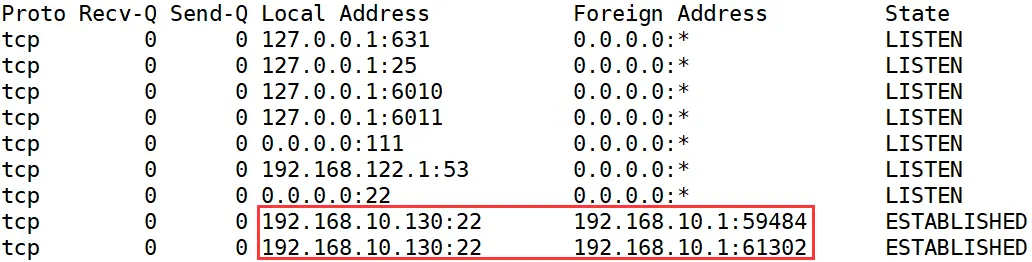 Proto Recv-Q Send-Q Local Address Foreign Address State
tcp 0 0 127.0.0.1:631 0.0.0.0:* LISTEN
tcp 0 0 127.0.0.1:25 0.0.0.0:* LISTEN
tcp 0 0 127.0.0.1:6010 0.0.0.0:* LISTEN
tcp 0 0 127.0.0.1:6011 0.0.0.0:* LISTEN
tcp 0 0 0.0.0.0:111 0.0.0.0:* LISTEN
tcp 0 0 192.168.122.1:53 0.0.0.0:* LISTEN
tcp 0 0 0.0.0.0:22 0.0.0.0:* LISTEN
tcp 0 0 192.168.10.130:22 192.168.10.1:59484 ESTABLISHED
tcp 0 0 192.168.10.130:22 192.168.10.1:61302 ESTABLISHED